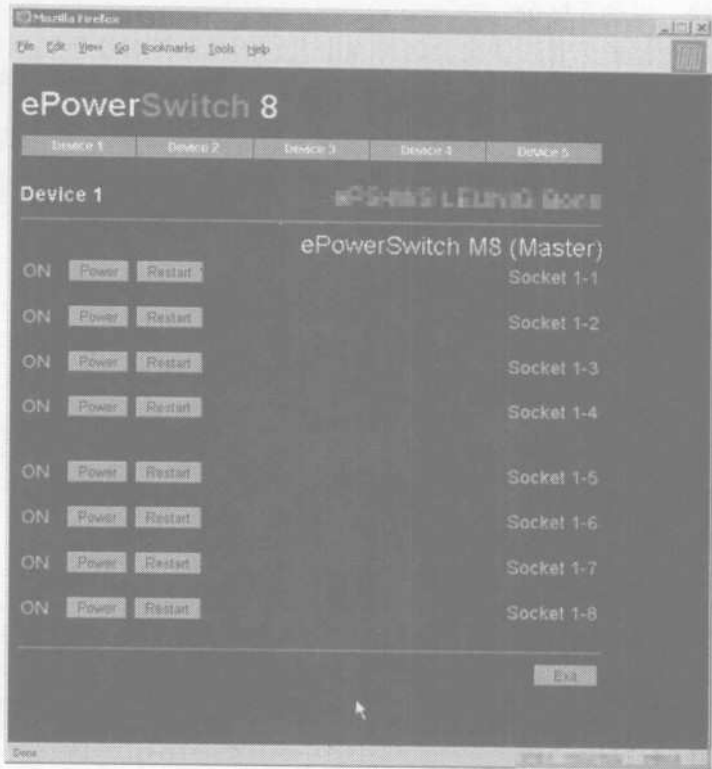 Mozilla Firefox
File Edit View Go Bookmarks Tools Help
ePowerSwitch 8
Device 1 Device 2 Device 3 Device 4 Device 5
Device 1
ePowerSwitch M8 (Master)
ON Power Restart Socket 1-1
ON Power Restart Socket 1-2
ON Power Restart Socket 1-3
ON Power Restart Socket 1-4
ON Power Restart Socket 1-5
ON Power Restart Socket 1-6
ON Power Restart Socket 1-7
ON Power Restart Socket 1-8
Exit
Done